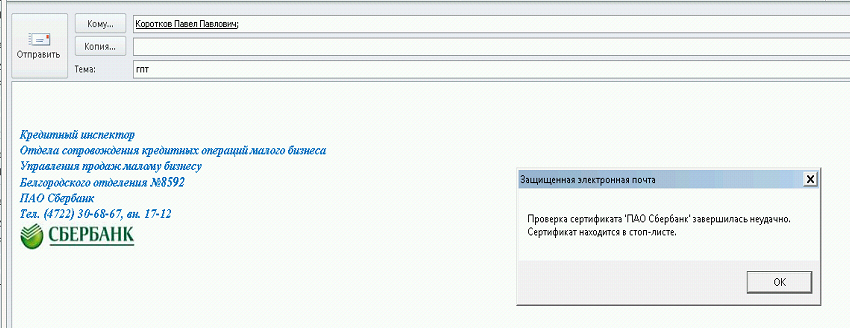 Отправить
Кому...
Коротков Павел Павлович;
Копия...
Тема:
гпт
Кредитный инспектор
Отдела сопровождения кредитных операций малого бизнеса
Управления продаж малому бизнесу
Белгородского отделения №8592
ПАО Сбербанк
Тел. (4722) 30-68-67, вн. 17-12
СБЕРБАНК
Защищенная электронная почта
Проверка сертификата 'ПАО Сбербанк' завершилась неудачно.
Сертификат находится в стоп-листе.
OK